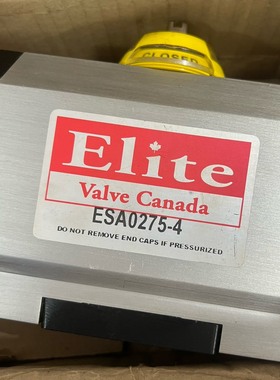 CLOSED
Elite
Valve Canada
ESA0275-4
DO NOT REMOVE END CAPS IF PRESSURIZED